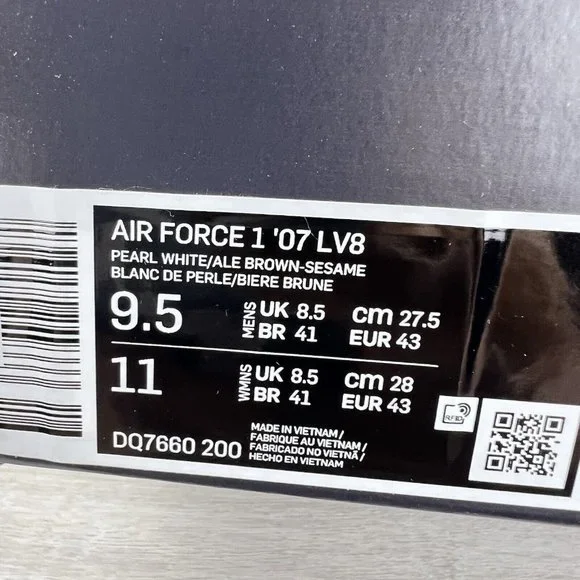 AIR FORCE 1 '07 LV8
PEARL WHITE/ALE BROWN-SESAME
BLANC DE PERLE/BIERE BRUNE
9.5 MENS UK 8.5 cm 27.5
BR 41 EUR 43
11 WMNS UK 8.5 cm 28
BR 41 EUR 43
RFID
DQ7660 200
MADE IN VIETNAM/
FABRIQUE AU VIETNAM/
FABRICADO NO VIETNÃ/
HECHO EN VIETNAM